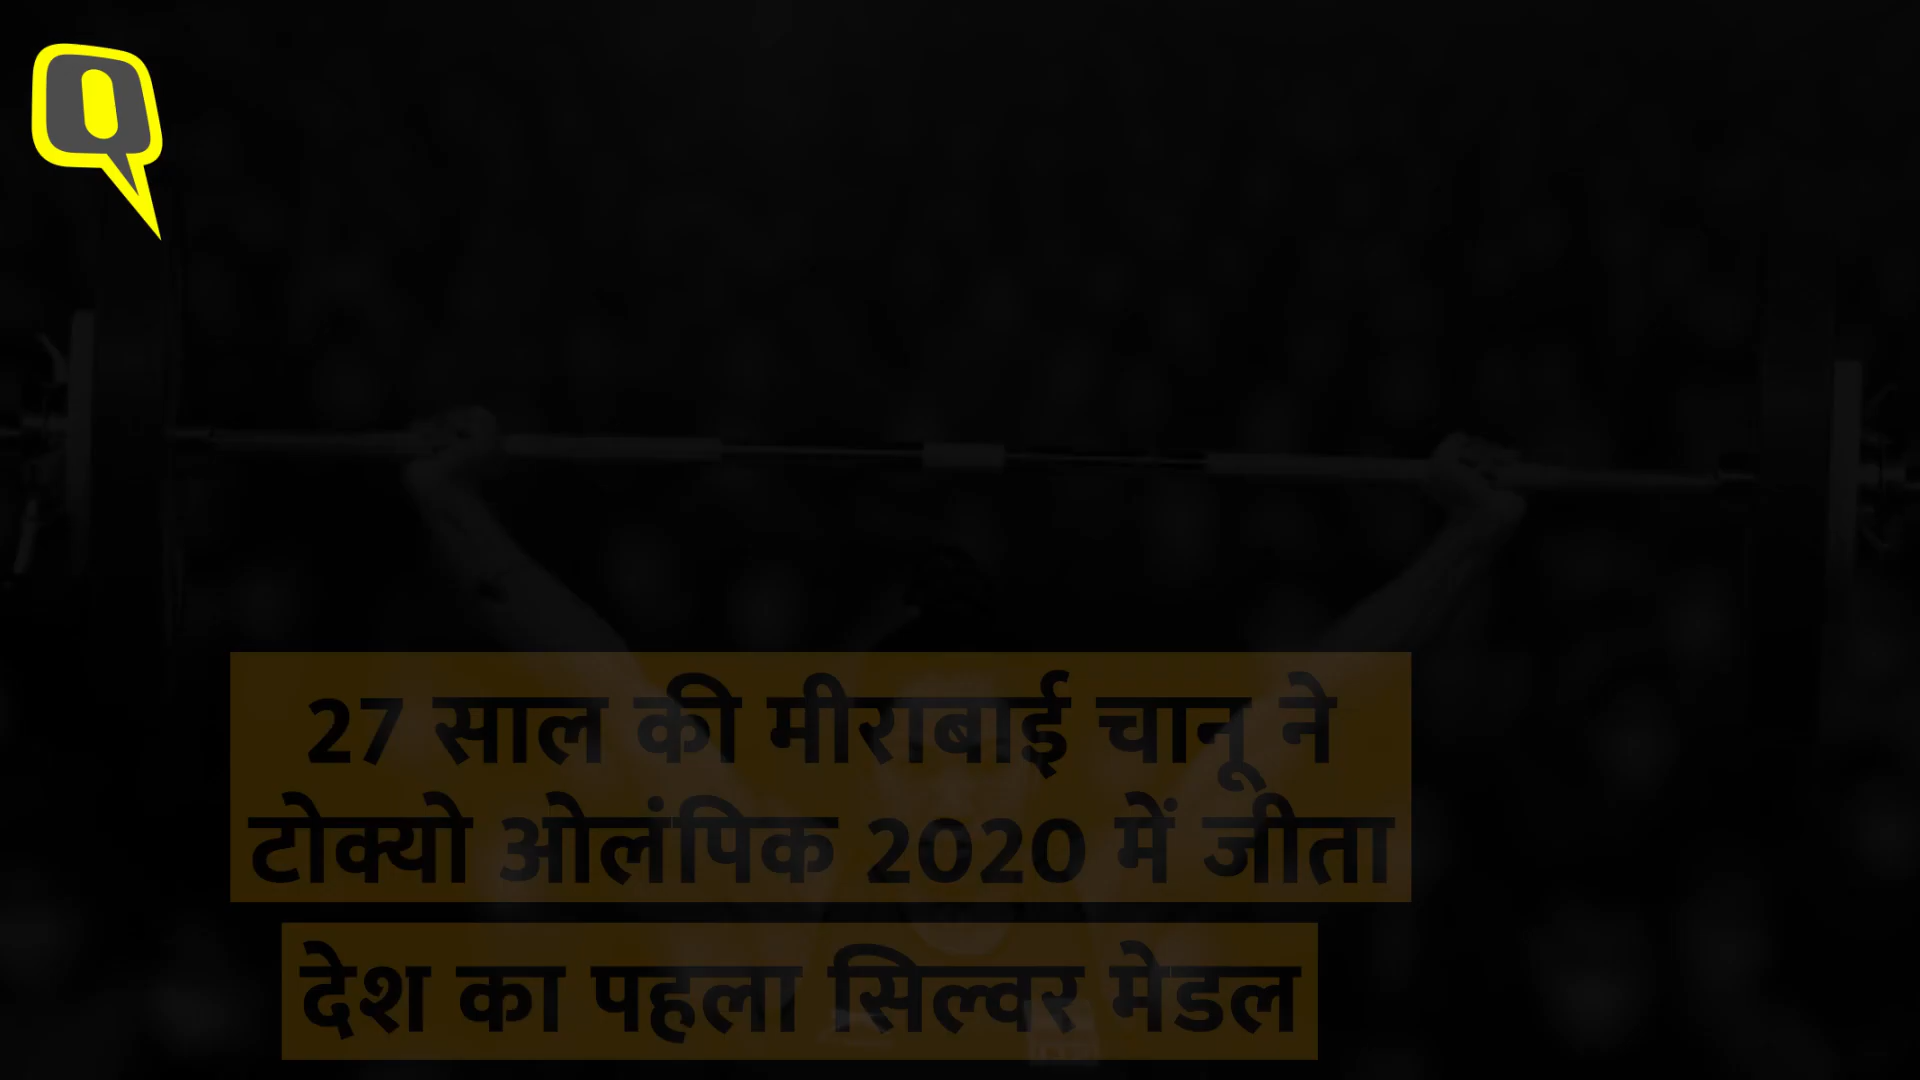 27 साल की मीराबाई चानू ने
टोक्यो ओलंपिक 2020 में जीता
देश का पहला सिल्वर मेडल